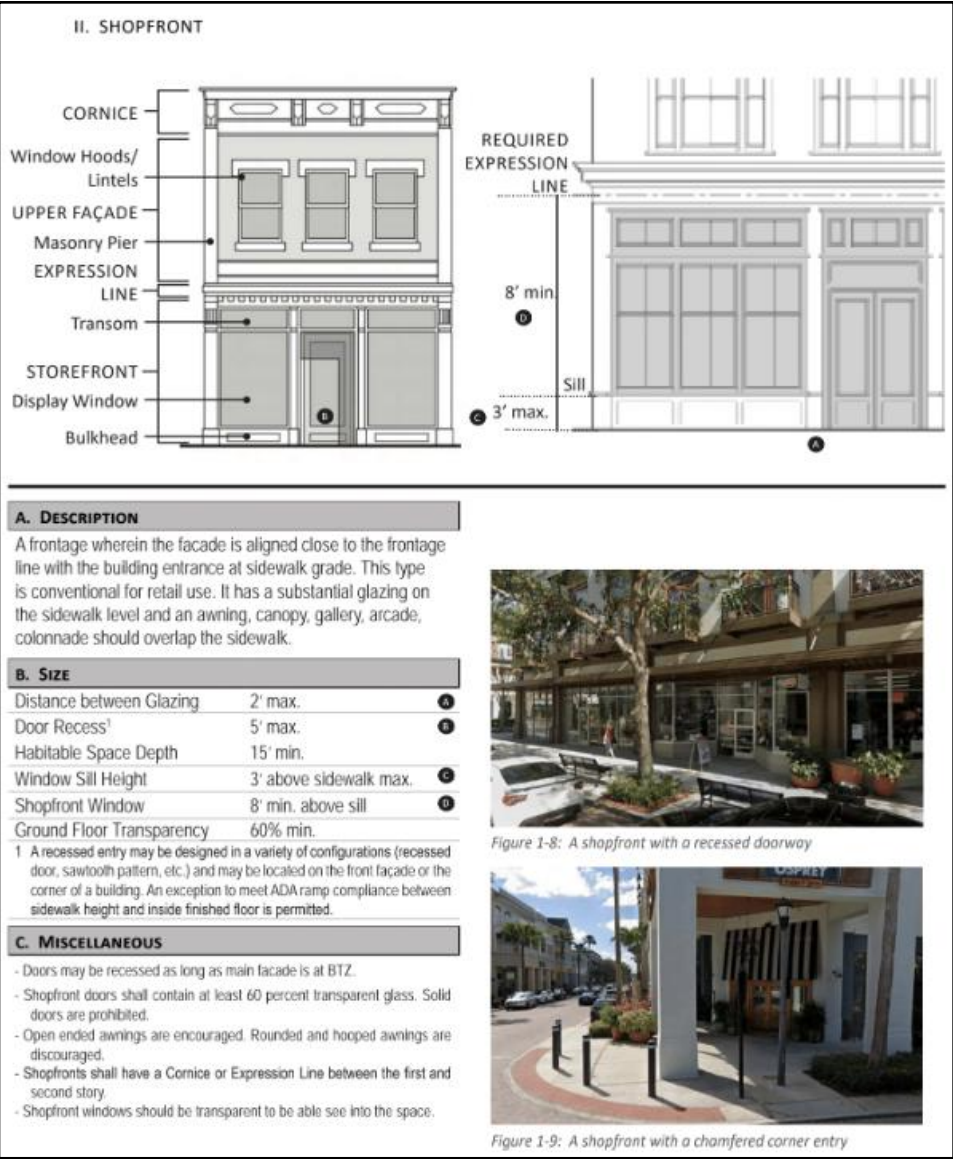 II. SHOPFRONT
CORNICE
Window Hoods/
Lintels
UPPER FAÇADE
Masonry Pier
EXPRESSION
LINE
Transom
STOREFRONT
Display Window
Bulkhead
B
REQUIRED
EXPRESSION
LINE
8' min.
D
Sill
C 3' max.
A
A. DESCRIPTION
A frontage wherein the facade is aligned close to the frontage
line with the building entrance at sidewalk grade. This type
is conventional for retail use. It has a substantial glazing on
the sidewalk level and an awning, canopy, gallery, arcade,
colonnade should overlap the sidewalk.
B. SIZE
Distance between Glazing 2' max. A
Door Recess¹ 5' max. B
Habitable Space Depth 15' min.
Window Sill Height 3' above sidewalk max. C
Shopfront Window 8' min. above sill D
Ground Floor Transparency 60% min.
1 A recessed entry may be designed in a variety of configurations (recessed
door, sawtooth pattern, etc.) and may be located on the front façade or the
corner of a building. An exception to meet ADA ramp compliance between
sidewalk height and inside finished floor is permitted.
C. MISCELLANEOUS
- Doors may be recessed as long as main facade is at BTZ.
- Shopfront doors shall contain at least 60 percent transparent glass. Solid
doors are prohibited.
- Open ended awnings are encouraged. Rounded and hooped awnings are
discouraged.
- Shopfronts shall have a Cornice or Expression Line between the first and
second story.
- Shopfront windows should be transparent to be able see into the space.
Figure 1-8: A shopfront with a recessed doorway
OSPREY
Figure 1-9: A shopfront with a chamfered corner entry